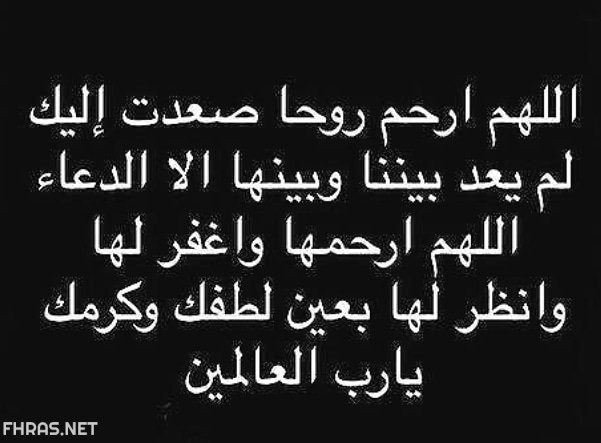 اللهم ارحم روحا صعدت إليك
لم يعد بيننا وبينها الا الدعاء
اللهم ارحمها واغفر لها
وانظر لها بعين لطفك وكرمك
يارب العالمين
FHRAS.NET